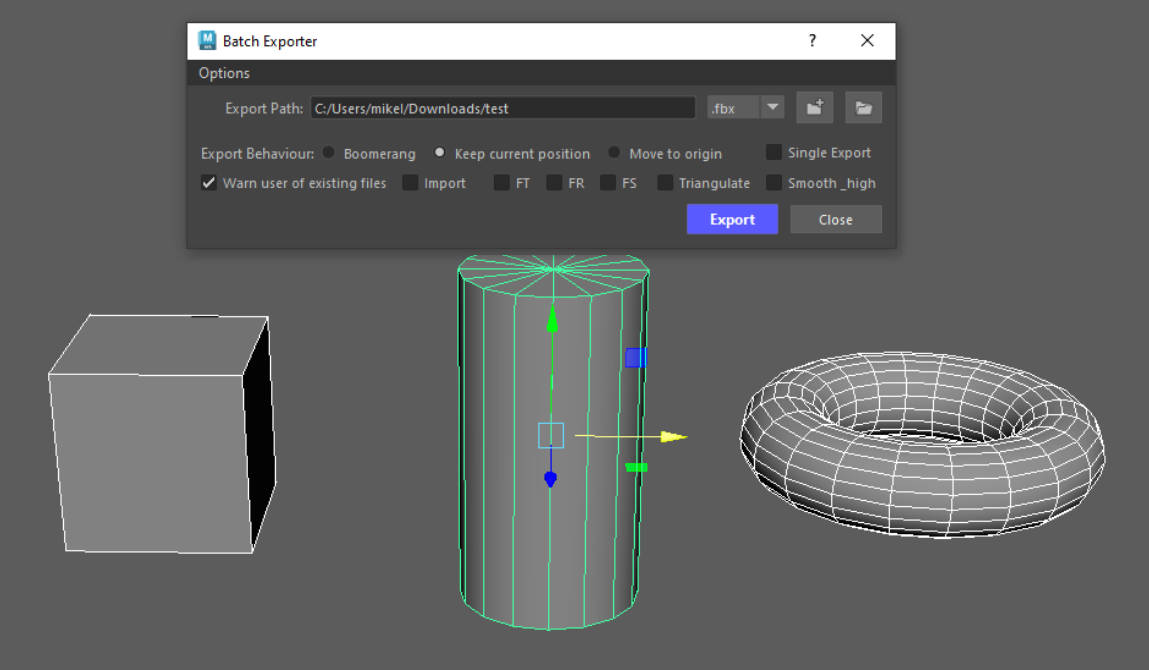 Batch Exporter ?
Options
Export Path: C:/Users/mikel/Downloads/test .fbx
Export Behaviour: Boomerang Keep current position Move to origin Single Export
Warn user of existing files Import FT FR FS Triangulate Smooth _high
Export Close